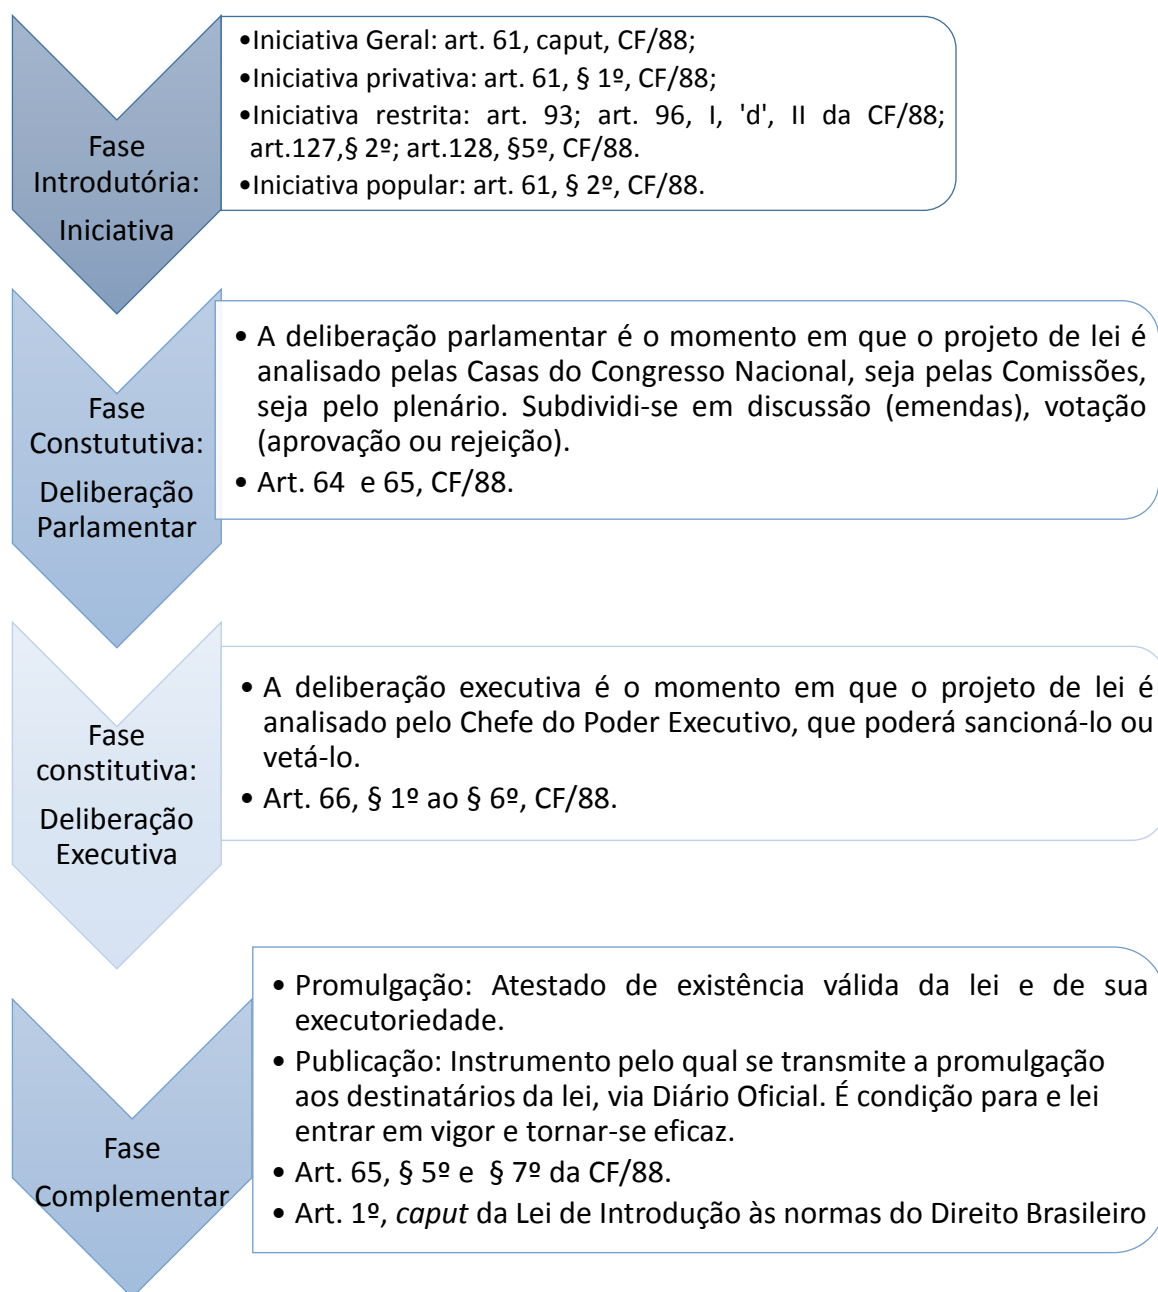 Fase
Introdutória:
Iniciativa
•Iniciativa Geral: art. 61, caput, CF/88;
•Iniciativa privativa: art. 61, § 1º, CF/88;
•Iniciativa restrita: art. 93; art. 96, I, 'd', II da CF/88;
art.127,§ 2º; art.128, §5º, CF/88.
•Iniciativa popular: art. 61, § 2º, CF/88.
Fase
Constututiva:
Deliberação
Parlamentar
• A deliberação parlamentar é o momento em que o projeto de lei é
analisado pelas Casas do Congresso Nacional, seja pelas Comissões,
seja pelo plenário. Subdividi-se em discussão (emendas), votação
(aprovação ou rejeição).
• Art. 64 e 65, CF/88.
Fase
constitutiva:
Deliberação
Executiva
• A deliberação executiva é o momento em que o projeto de lei é
analisado pelo Chefe do Poder Executivo, que poderá sancioná-lo ou
vetá-lo.
• Art. 66, § 1º ao § 6º, CF/88.
Fase
Complementar
• Promulgação: Atestado de existência válida da lei e de sua
executoriedade.
• Publicação: Instrumento pelo qual se transmite a promulgação
aos destinatários da lei, via Diário Oficial. É condição para e lei
entrar em vigor e tornar-se eficaz.
• Art. 65, § 5º e § 7º da CF/88.
• Art. 1º, caput da Lei de Introdução às normas do Direito Brasileiro